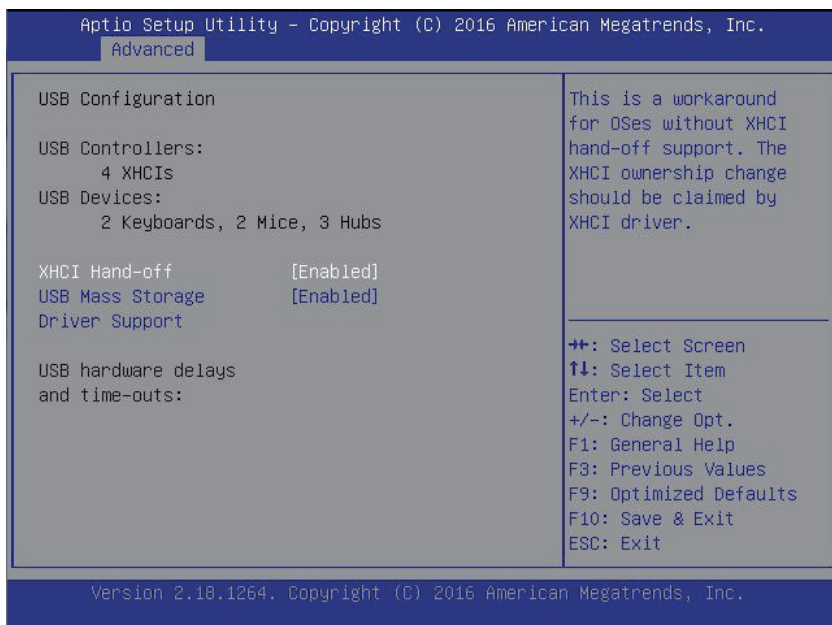 Aptio Setup Utility – Copyright (C) 2016 American Megatrends, Inc.
Advanced
USB Configuration
USB Controllers:
4 XHCIs
USB Devices:
2 Keyboards, 2 Mice, 3 Hubs
XHCI Hand-off [Enabled]
USB Mass Storage [Enabled]
Driver Support
USB hardware delays
and time-outs:
This is a workaround
for OSes without XHCI
hand-off support. The
XHCI ownership change
should be claimed by
XHCI driver.
→←: Select Screen
↑↓: Select Item
Enter: Select
+/-: Change Opt.
F1: General Help
F3: Previous Values
F9: Optimized Defaults
F10: Save & Exit
ESC: Exit
Version 2.18.1264. Copyright (C) 2016 American Megatrends, Inc.